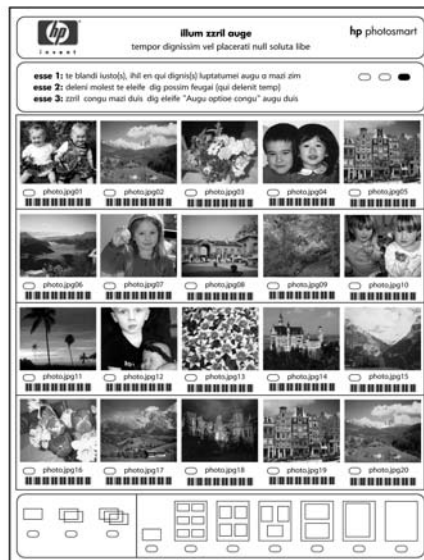 hp
invent
illum zzril auge
tempor dignissim vel placerati null soluta libe
hp photosmart
esse 1: te blandi iusto(s), ihil en qui dignis(s) luptatumei augu a mazi zim
esse 2: deleni molest te eleife dig possim feugai (qui delenit temp)
esse 3: zzril congu mazi duis dig eleife "Augu optioe congu" augu duis
photo.jpg01 photo.jpg02 photo.jpg03 photo.jpg04 photo.jpg05
photo.jpg06 photo.jpg07 photo.jpg08 photo.jpg09 photo.jpg10
photo.jpg11 photo.jpg12 photo.jpg13 photo.jpg14 photo.jpg15
photo.jpg16 photo.jpg17 photo.jpg18 photo.jpg19 photo.jpg20